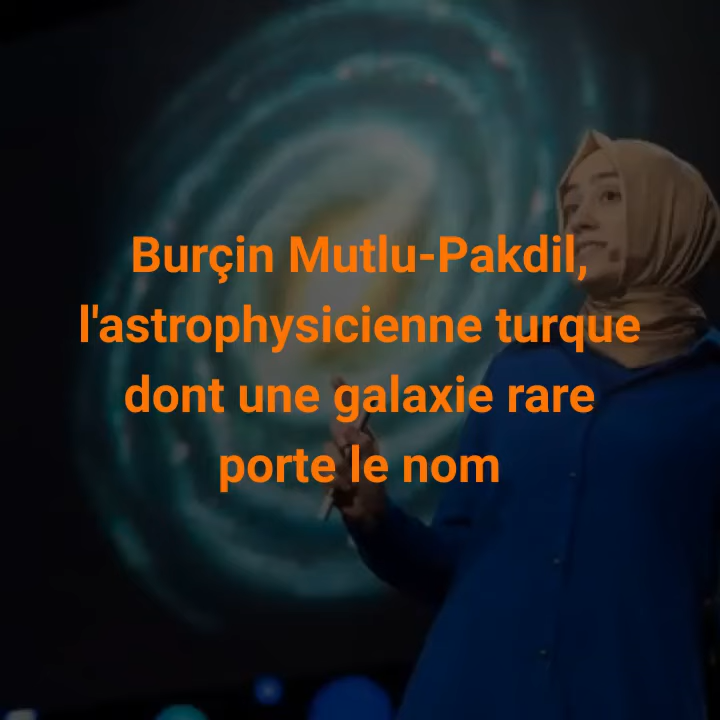 Burçin Mutlu-Pakdil,
l'astrophysicienne turque
dont une galaxie rare
porte le nom